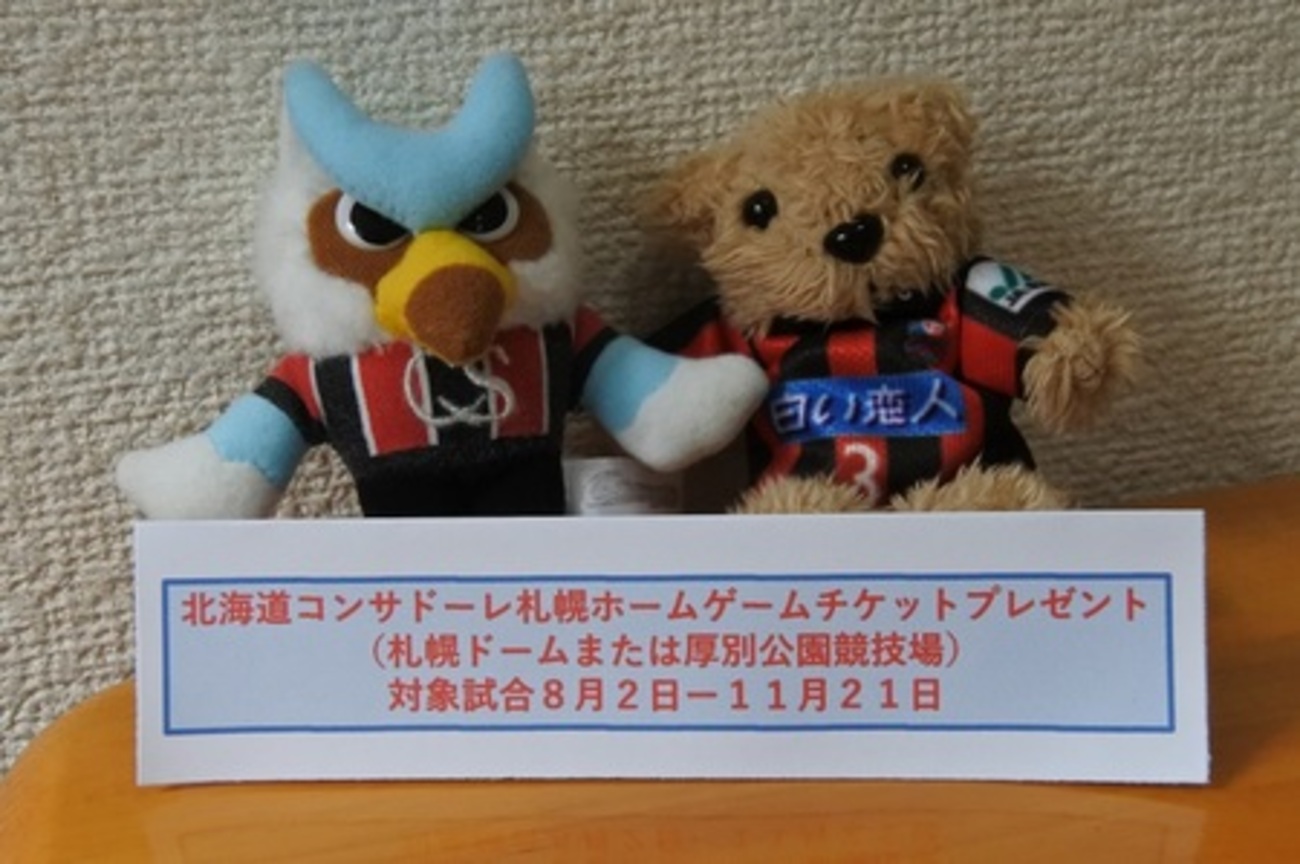 CS
白い恋人
3
北海道コンサドーレ札幌ホームゲームチケットプレゼント
（札幌ドームまたは厚別公園競技場）
対象試合８月２日ー１１月２１日